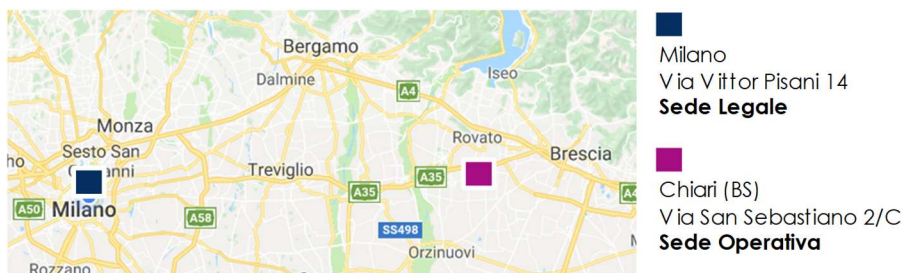 Bergamo
Dalmine
Iseo
A4
Monza
Rovato
Sesto San
Brescia
Treviglio
A35
A35
A50
Milano
A58
SS498
Orzinuovi
Rozzano
Milano
Via Vittor Pisani 14
Sede Legale
Chiari (BS)
Via San Sebastiano 2/C
Sede Operativa